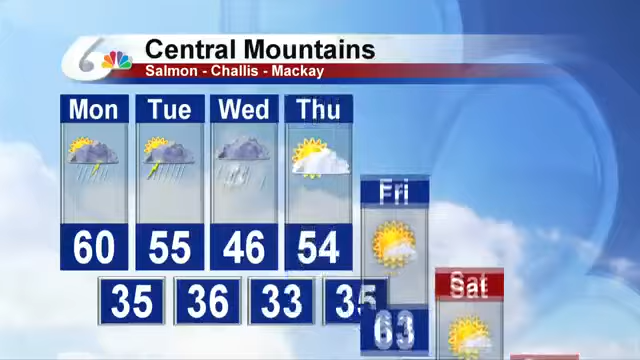 6
Central Mountains
Salmon - Challis - Mackay
Mon Tue Wed Thu
Fri
Sat
60 55 46 54
35 36 33 35
63